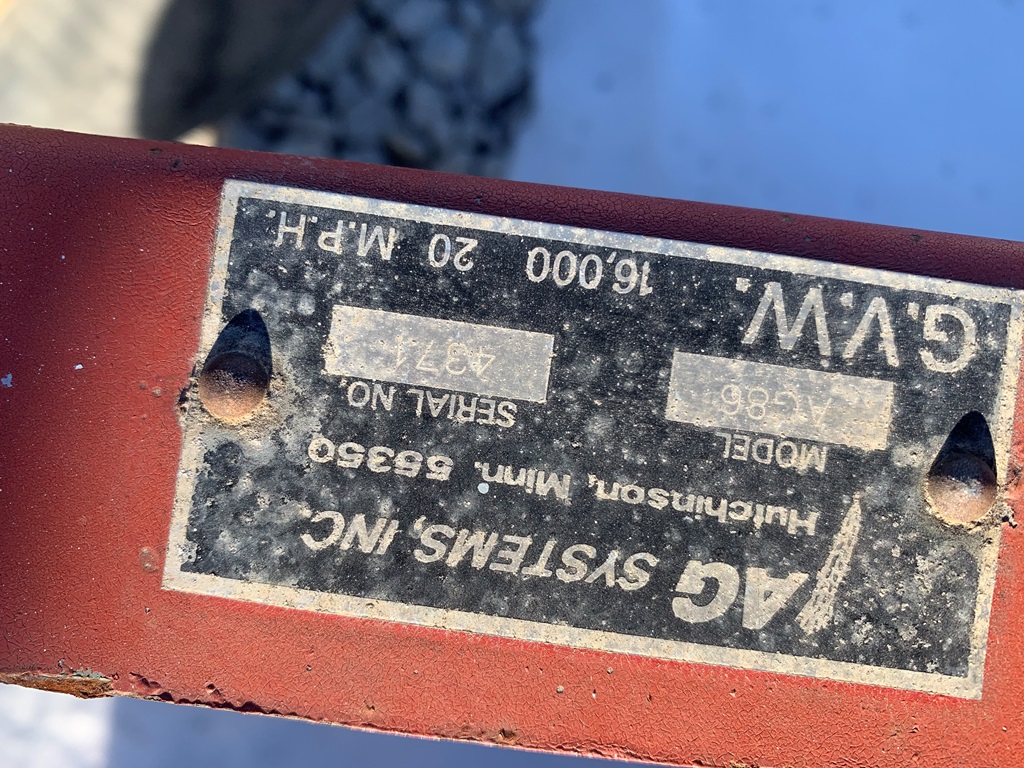 AG SYSTEMS, INC.
Hutchinson, Minn. 55350
MODEL SERIAL NO.
AG86 4371
G.V.W. 16,000 20 M.P.H.